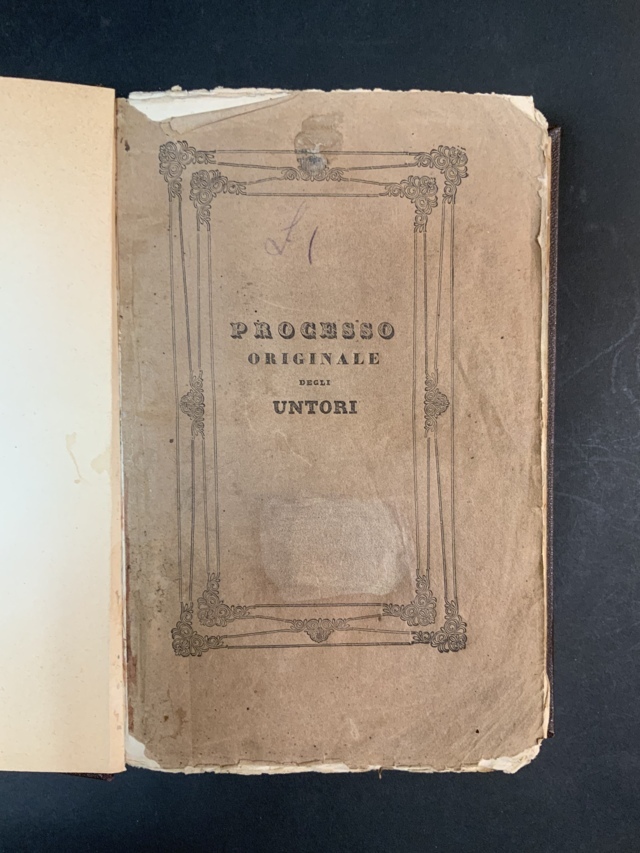 PROCESSO
ORIGINALE
DEGLI
UNTORI